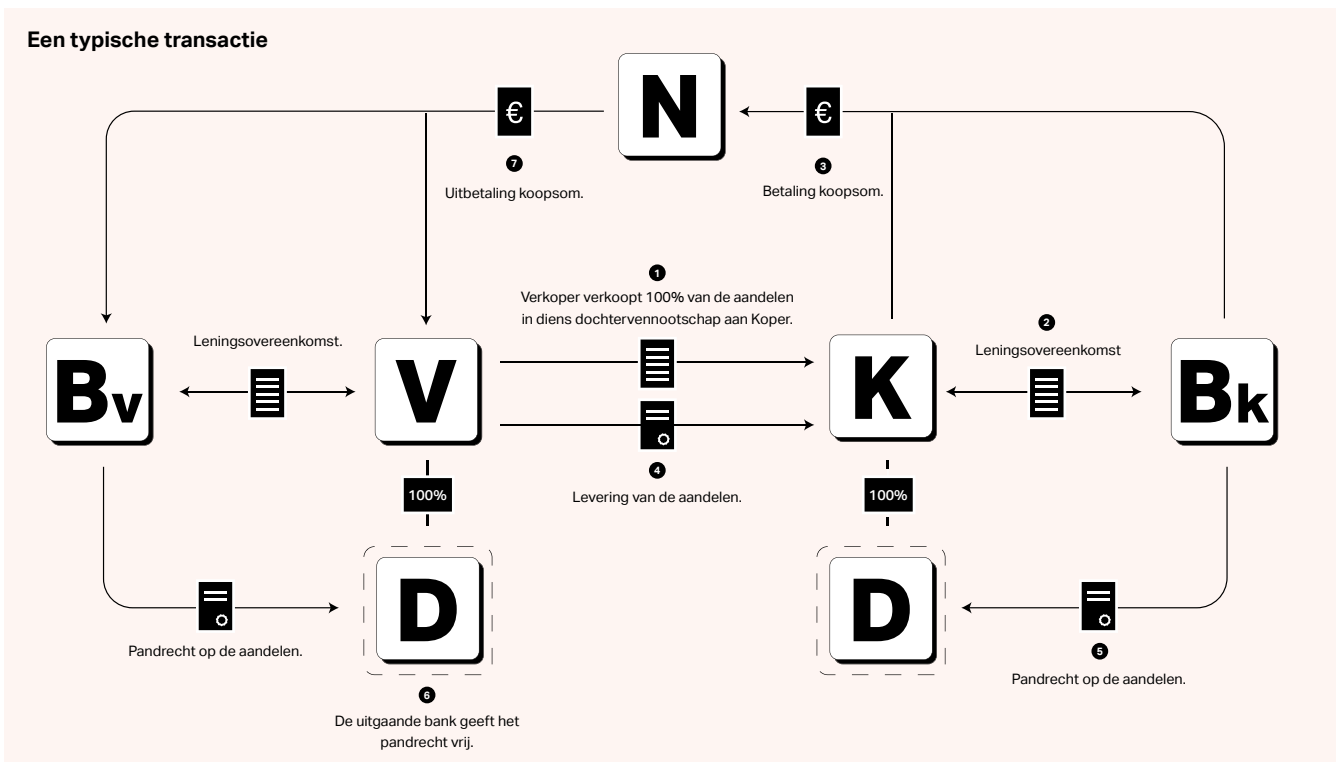 Een typische transactie
N
€
€
7
3
Uitbetaling koopsom.
Betaling koopsom.
1
Verkoper verkoopt 100% van de aandelen
in diens dochtervennootschap aan Koper.
2
Leningsovereenkomst.
Leningsovereenkomst
Bv
V
K
Bk
4
Levering van de aandelen.
100%
100%
D
D
Pandrecht op de aandelen.
5
Pandrecht op de aandelen.
6
De uitgaande bank geeft het
pandrecht vrij.